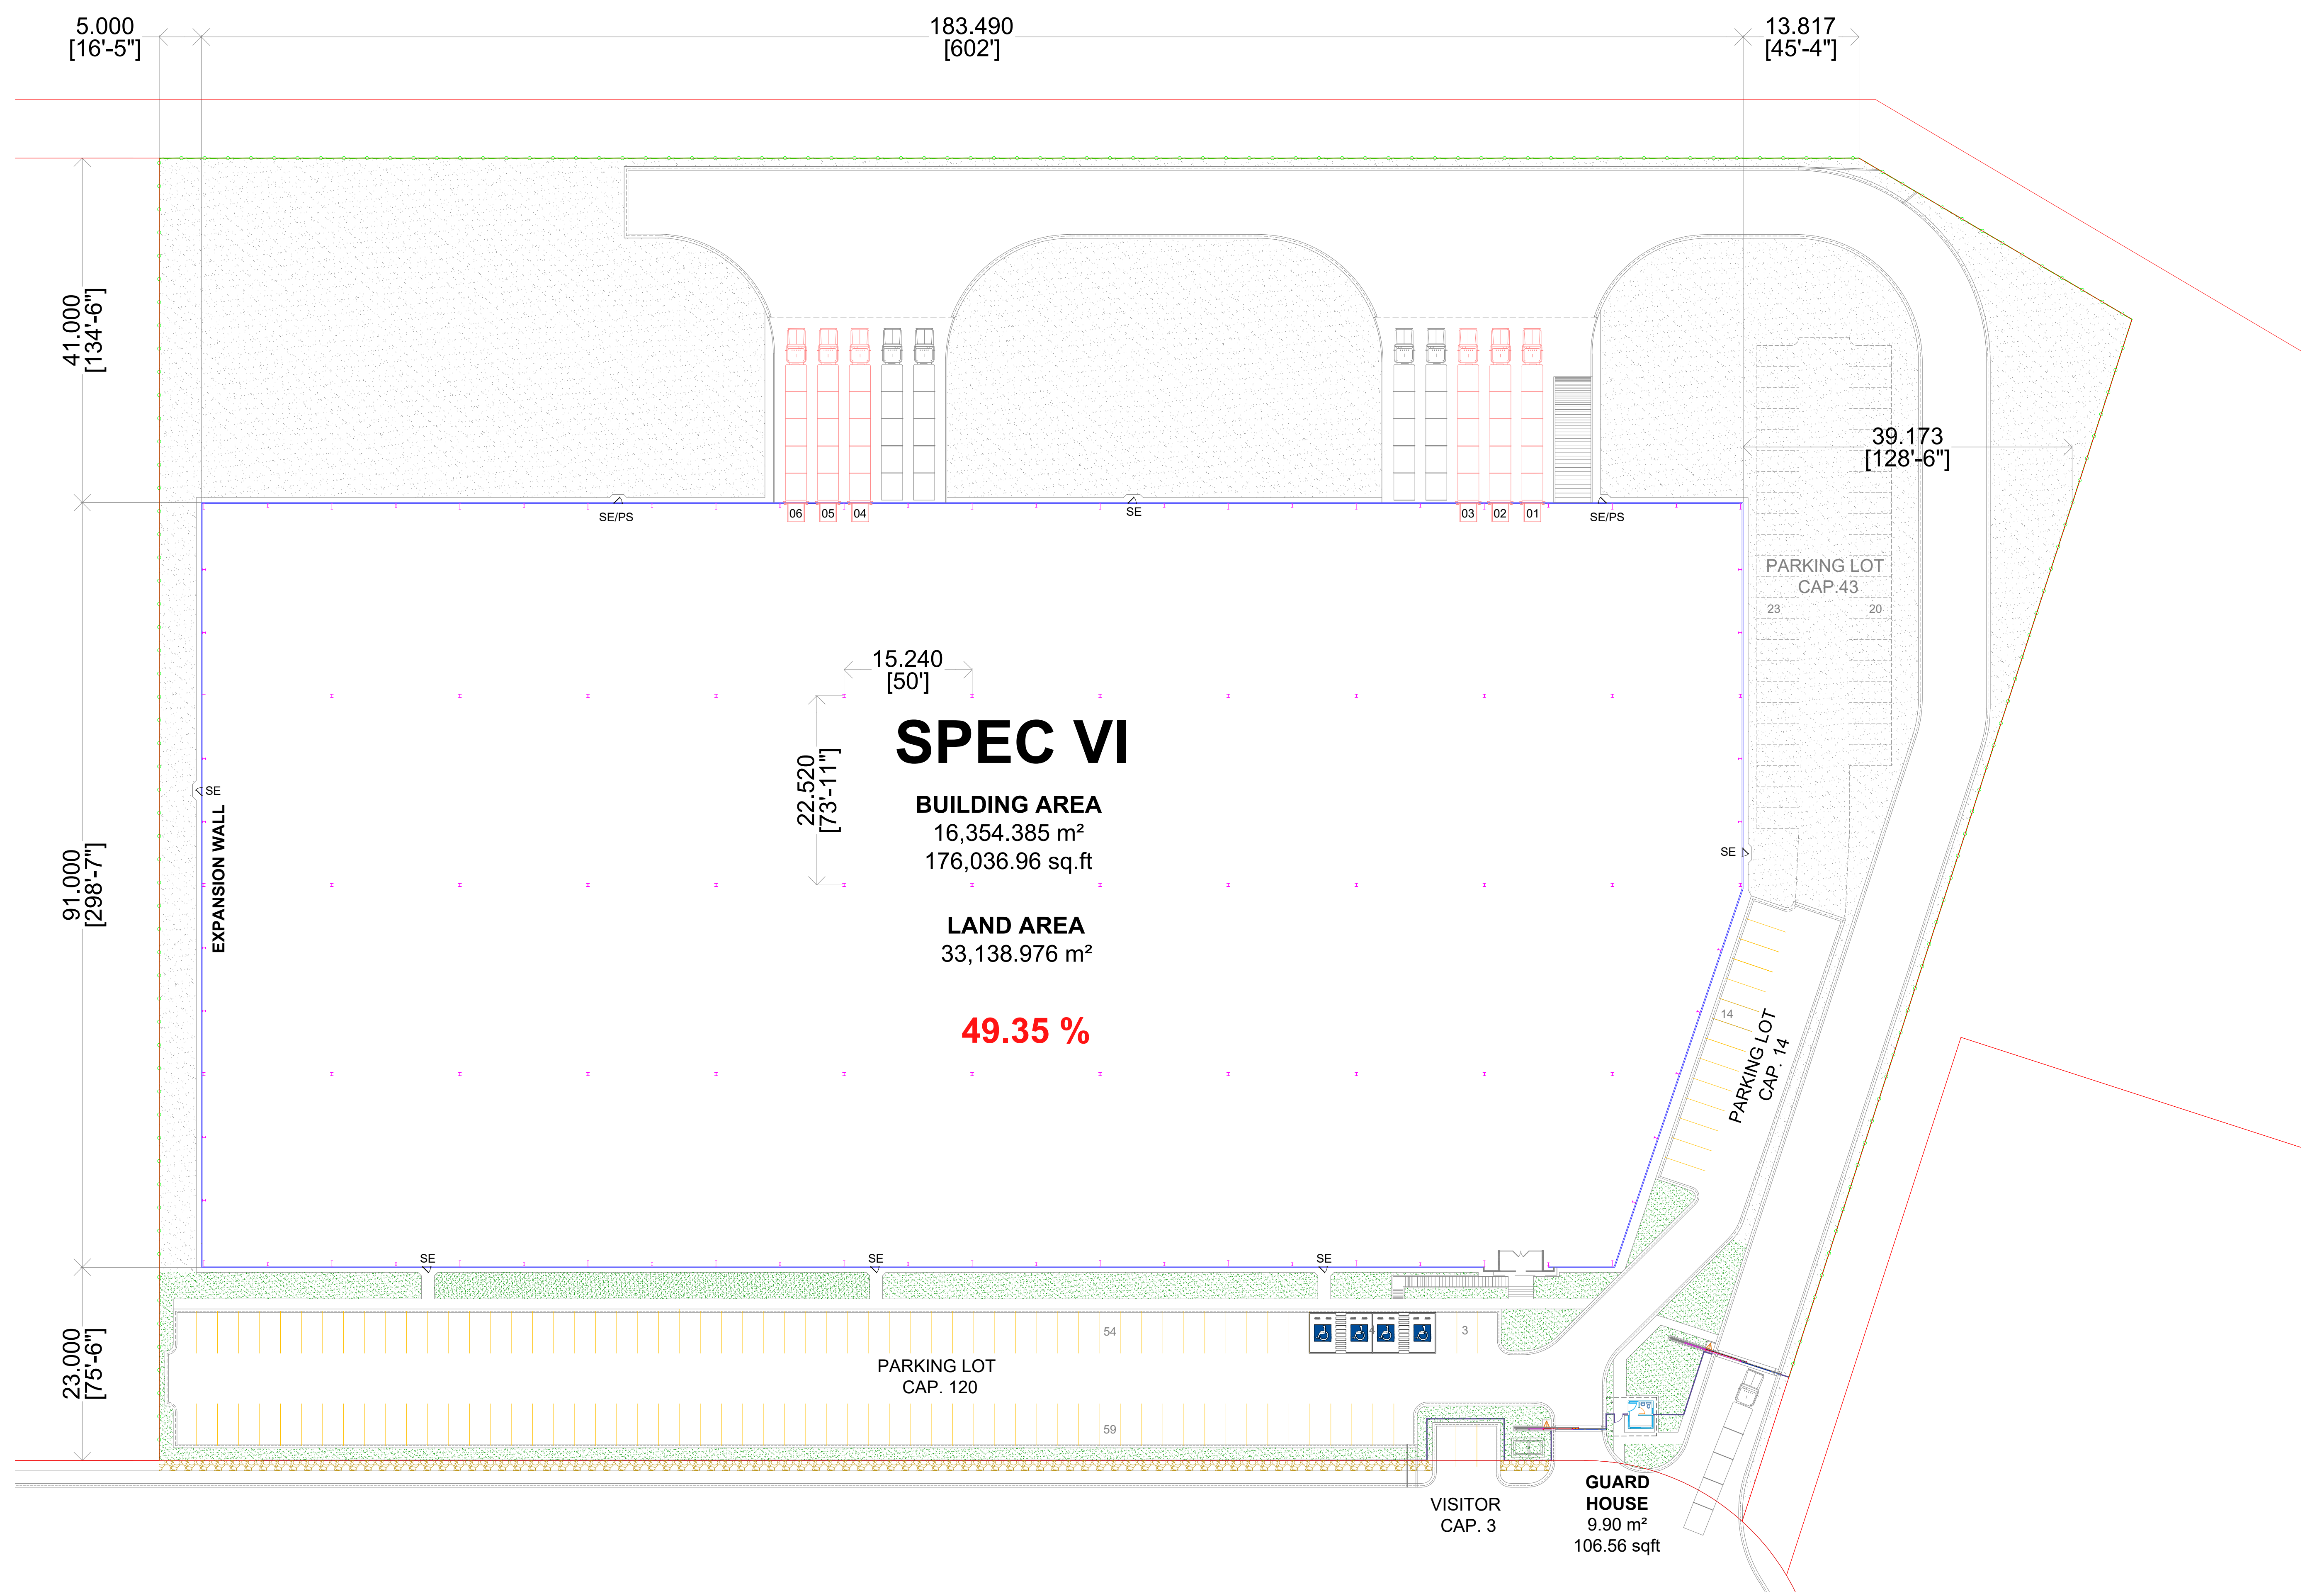 5.000
[16'-5"]
183.490
[602']
13.817
[45'-4"]
41.000
[134'-6"]
39.173
[128'-6"]
SE/PS
06
05
04
SE
03
02
01
SE/PS
PARKING LOT
CAP.43
23
20
15.240
[50']
22.520
[73'-11"]
SPEC VI
BUILDING AREA
16,354.385 m²
176,036.96 sq.ft
LAND AREA
33,138.976 m²
49.35 %
SE
EXPANSION WALL
91.000
[298'-7"]
SE
14
PARKING LOT
CAP. 14
SE
SE
SE
23.000
[75'-6"]
54
3
PARKING LOT
CAP. 120
59
VISITOR
CAP. 3
GUARD
HOUSE
9.90 m²
106.56 sqft